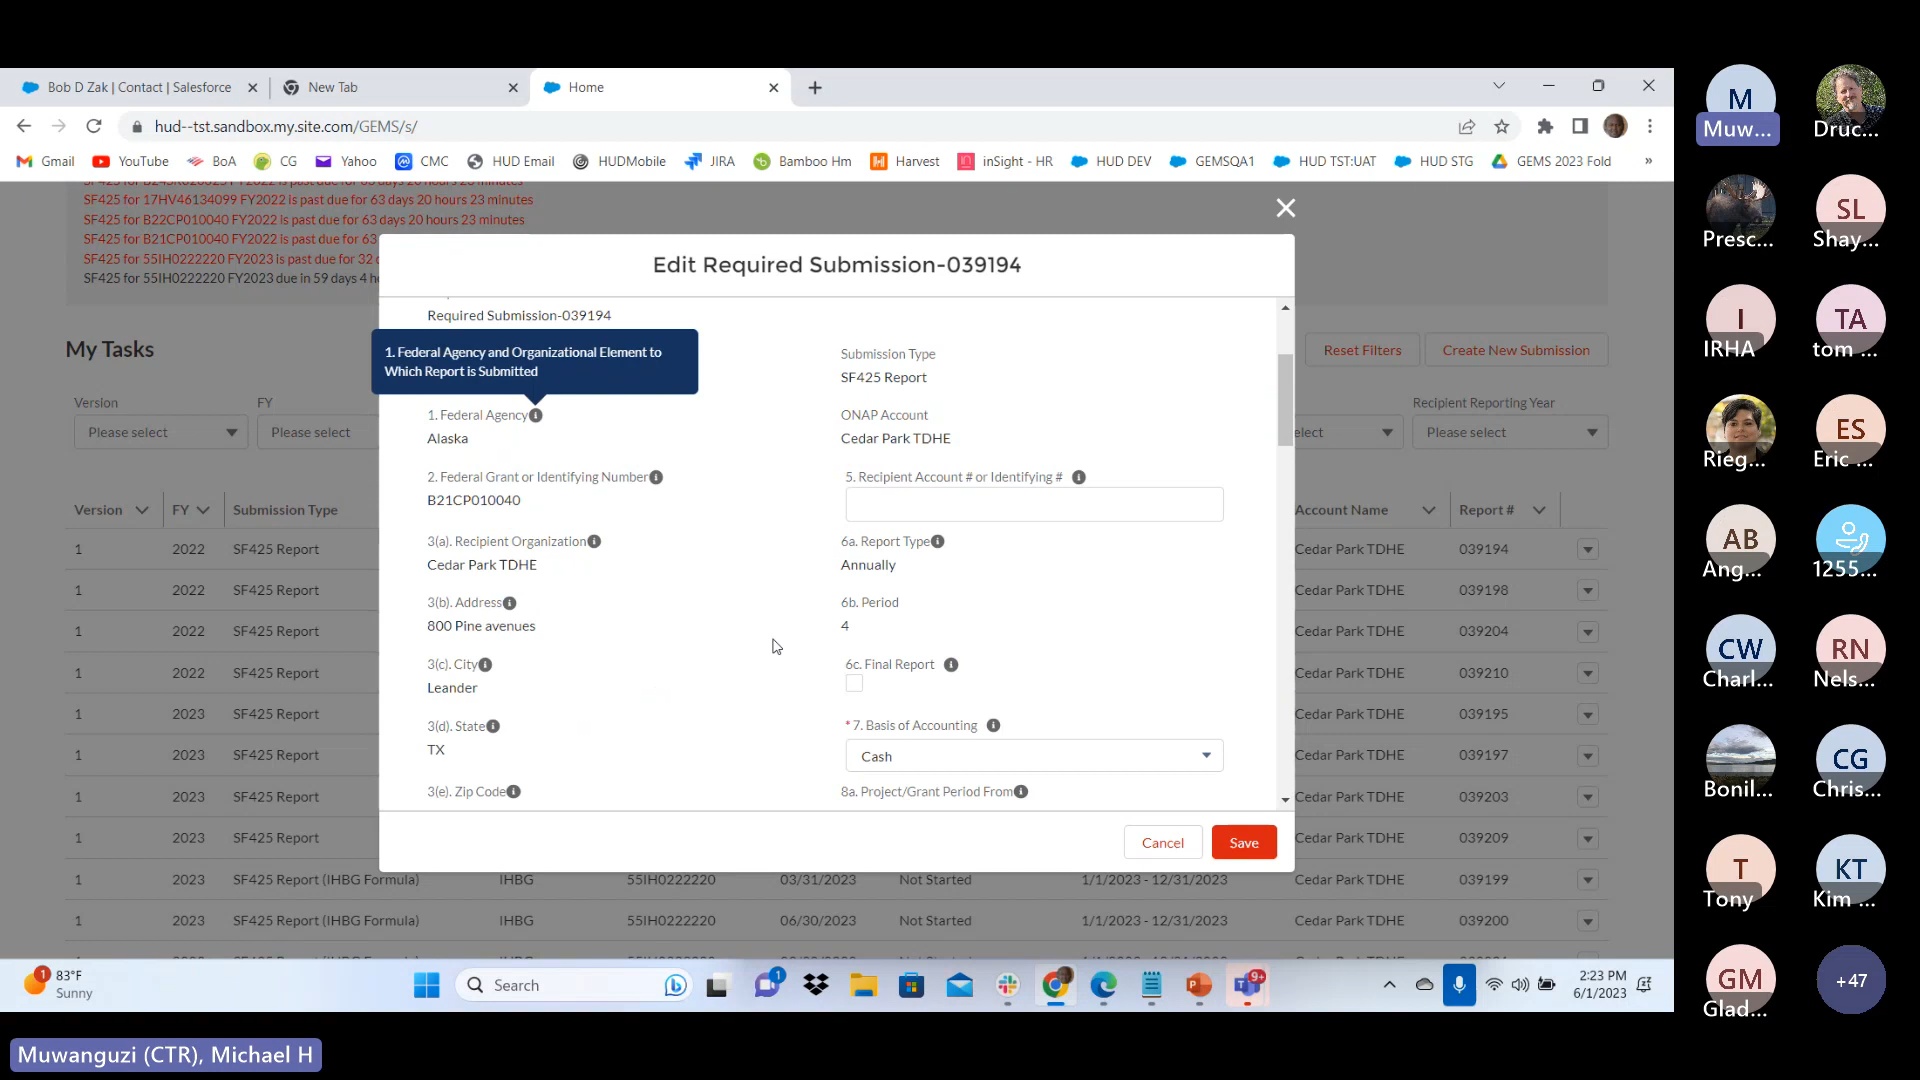 Bob D Zak | Contact | Salesforce
New Tab
Home
hud--tst.sandbox.my.site.com/GEMS/s/
Gmail
YouTube
BoA
CG
Yahoo
CMC
HUD Email
HUDMobile
JIRA
Bamboo Hm
Harvest
inSight - HR
HUD DEV
GEMSQA1
HUD TST:UAT
HUD STG
GEMS 2023 Fold
»
SF425 for 17HV46134099 FY2022 is past due for 63 days 20 hours 23 minutes
SF425 for B22CP010040 FY2022 is past due for 63 days 20 hours 23 minutes
SF425 for B21CP010040 FY2022 is past due for 63
SF425 for 55IH0222220 FY2023 is past due for 32 d
SF425 for 55IH0222220 FY2023 due in 59 days 4 h
My Tasks
Reset Filters
Create New Submission
Version
FY
Recipient Reporting Year
Please select
Please select
elect
Please select
Version FY Submission Type Account Name Report #
1 2022 SF425 Report Cedar Park TDHE 039194
1 2022 SF425 Report Cedar Park TDHE 039198
1 2022 SF425 Report Cedar Park TDHE 039204
1 2022 SF425 Report Cedar Park TDHE 039210
1 2023 SF425 Report Cedar Park TDHE 039195
1 2023 SF425 Report Cedar Park TDHE 039197
1 2023 SF425 Report Cedar Park TDHE 039203
1 2023 SF425 Report Cedar Park TDHE 039209
1 2023 SF425 Report (IHBG Formula) IHBG 55IH0222220 03/31/2023 Not Started 1/1/2023 - 12/31/2023 Cedar Park TDHE 039199
1 2023 SF425 Report (IHBG Formula) IHBG 55IH0222220 06/30/2023 Not Started 1/1/2023 - 12/31/2023 Cedar Park TDHE 039200
Edit Required Submission-039194
Required Submission-039194
1. Federal Agency and Organizational Element to
Which Report is Submitted
Submission Type
SF425 Report
1. Federal Agency
Alaska
ONAP Account
Cedar Park TDHE
2. Federal Grant or Identifying Number
B21CP010040
5. Recipient Account # or Identifying #
3(a). Recipient Organization
Cedar Park TDHE
6a. Report Type
Annually
3(b). Address
800 Pine avenues
6b. Period
4
3(c). City
Leander
6c. Final Report
3(d). State
TX
* 7. Basis of Accounting
Cash
3(e). Zip Code
8a. Project/Grant Period From
Cancel
Save
1
83°F
Sunny
Search
1
9+
2:23 PM
6/1/2023
M
Muw...
Druc...
Presc...
SL
Shay...
I
IRHA
TA
tom ...
Rieg...
ES
Eric ...
AB
Ang...
1255...
CW
Charl...
RN
Nels...
Bonil...
CG
Chris...
T
Tony
KT
Kim ...
GM
Glad...
+47
Muwanguzi (CTR), Michael H